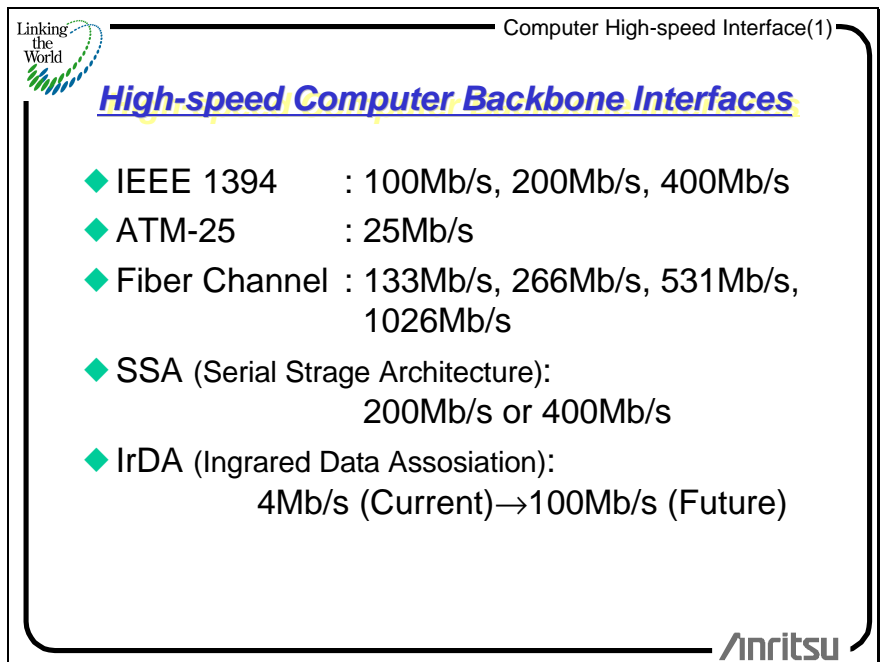 Linking
the
World
Computer High-speed Interface(1)
High-speed Computer Backbone Interfaces
◆ IEEE 1394 : 100Mb/s, 200Mb/s, 400Mb/s
◆ ATM-25 : 25Mb/s
◆ Fiber Channel : 133Mb/s, 266Mb/s, 531Mb/s,
1026Mb/s
◆ SSA (Serial Strage Architecture):
200Mb/s or 400Mb/s
◆ IrDA (Ingrared Data Assosiation):
4Mb/s (Current)→100Mb/s (Future)
Anritsu